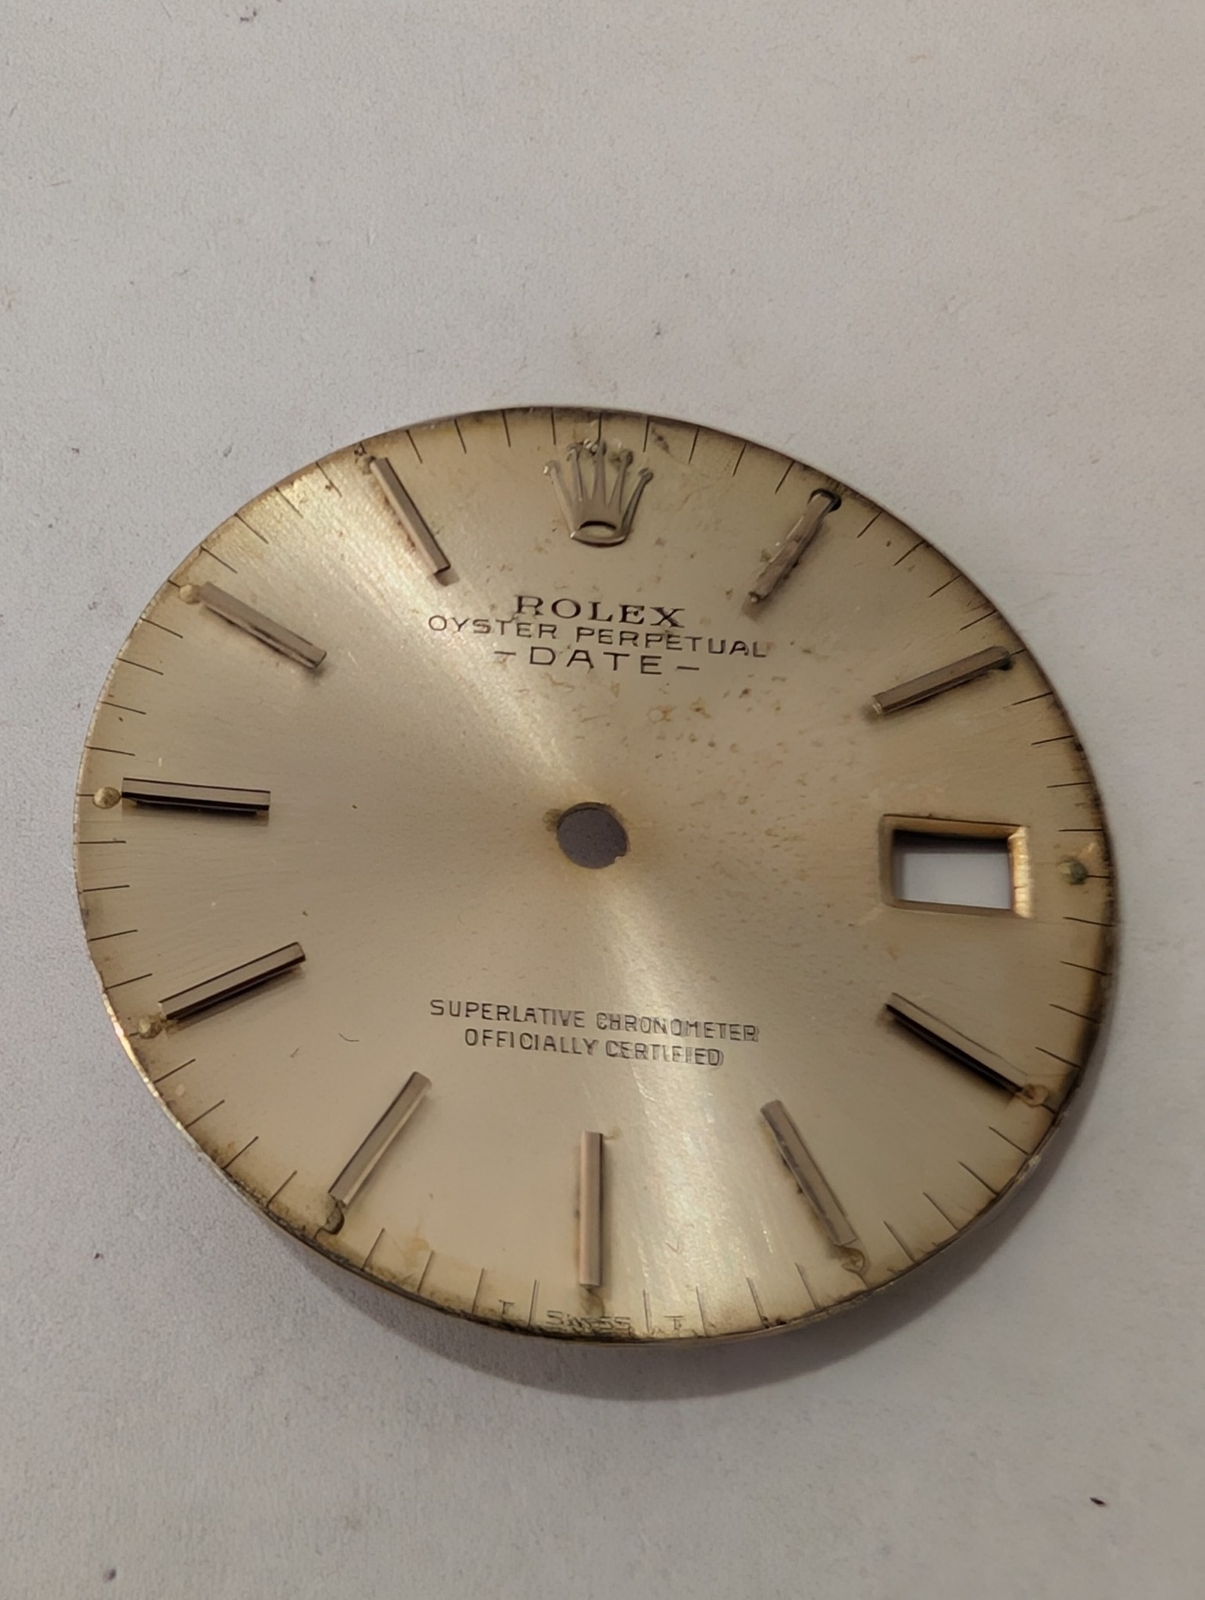 ROLEX
OYSTER PERPETUAL
-DATE-
SUPERLATIVE CHRONOMETER
OFFICIALLY CERTIFIED
T SWISS T